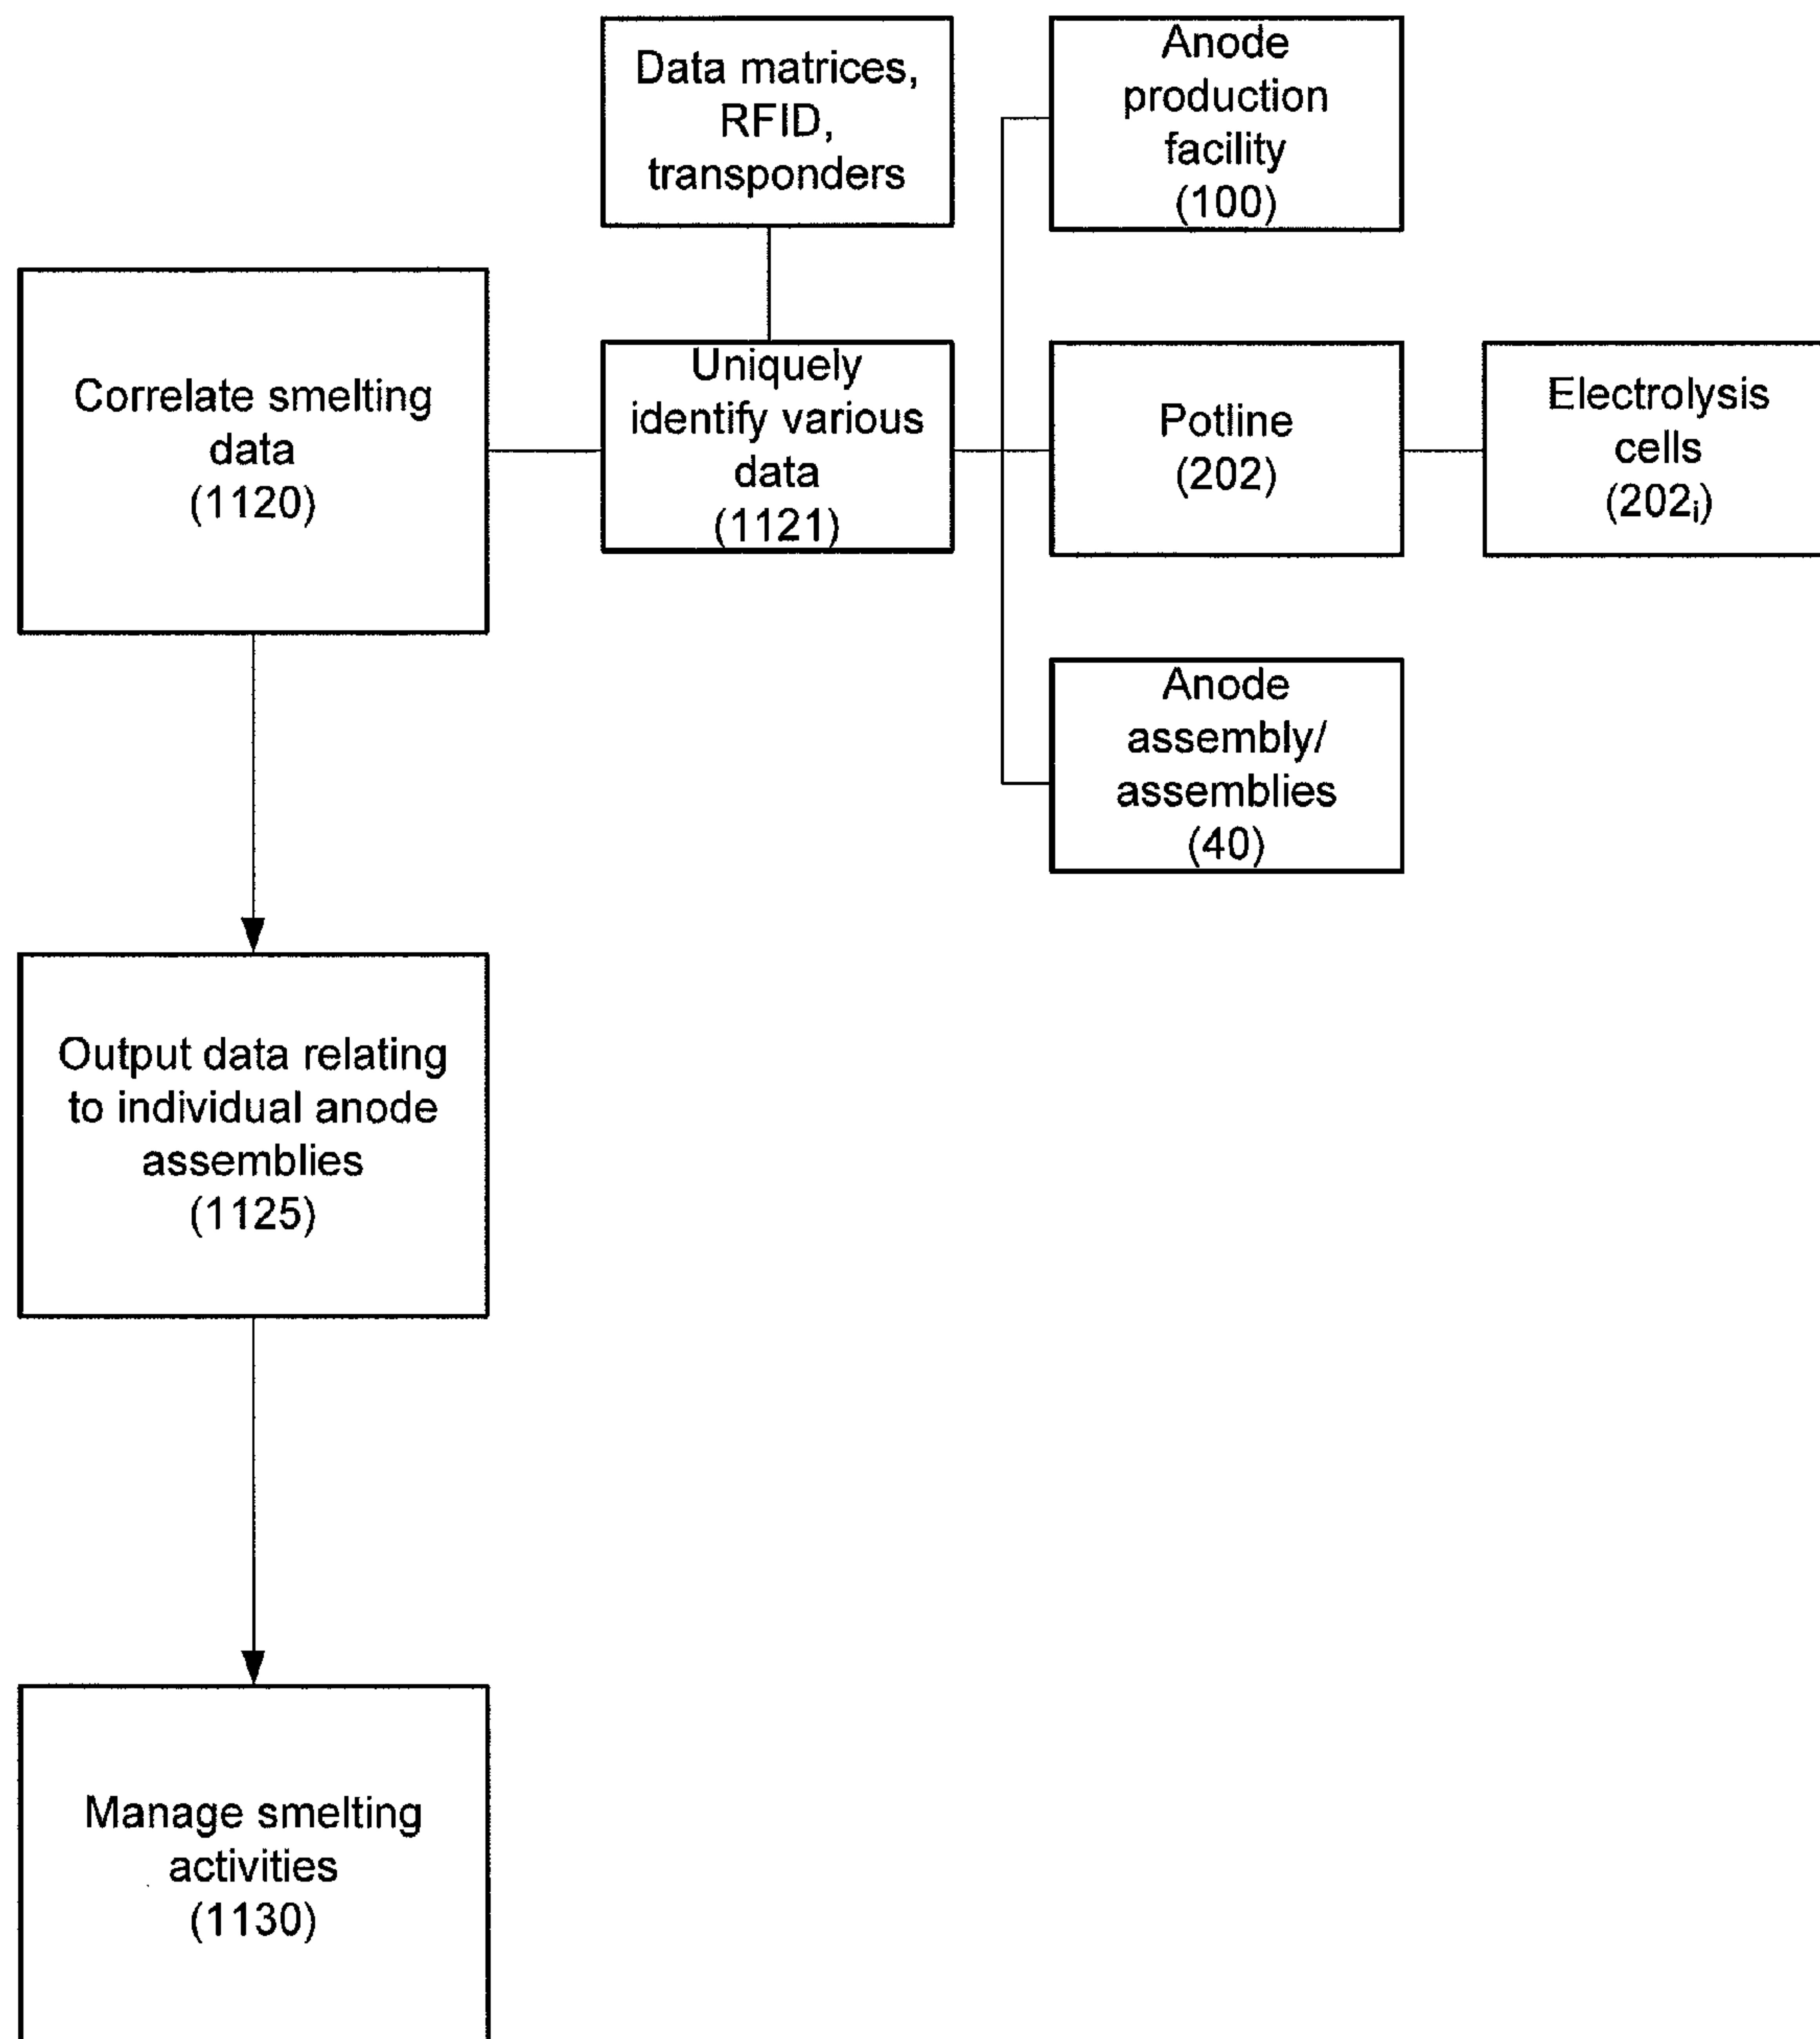 Data matrices,
RFID,
transponders
Anode
production
facility
(100)
Correlate smelting
data
(1120)
Uniquely
identify various
data
(1121)
Potline
(202)
Electrolysis
cells
(202i)
Anode
assembly/
assemblies
(40)
Output data relating
to individual anode
assemblies
(1125)
Manage smelting
activities
(1130)